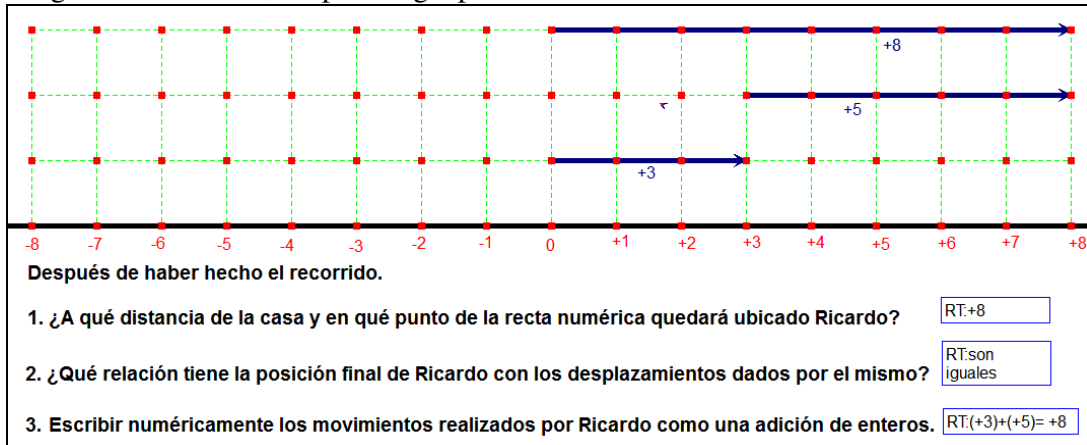 +8
+5
+3
-8 -7 -6 -5 -4 -3 -2 -1 0 +1 +2 +3 +4 +5 +6 +7 +8
Después de haber hecho el recorrido.
1. ¿A qué distancia de la casa y en qué punto de la recta numérica quedará ubicado Ricardo?
RT:+8
2. ¿Qué relación tiene la posición final de Ricardo con los desplazamientos dados por el mismo?
RT:son
iguales
3. Escribir numéricamente los movimientos realizados por Ricardo como una adición de enteros.
RT:(+3)+(+5)= +8